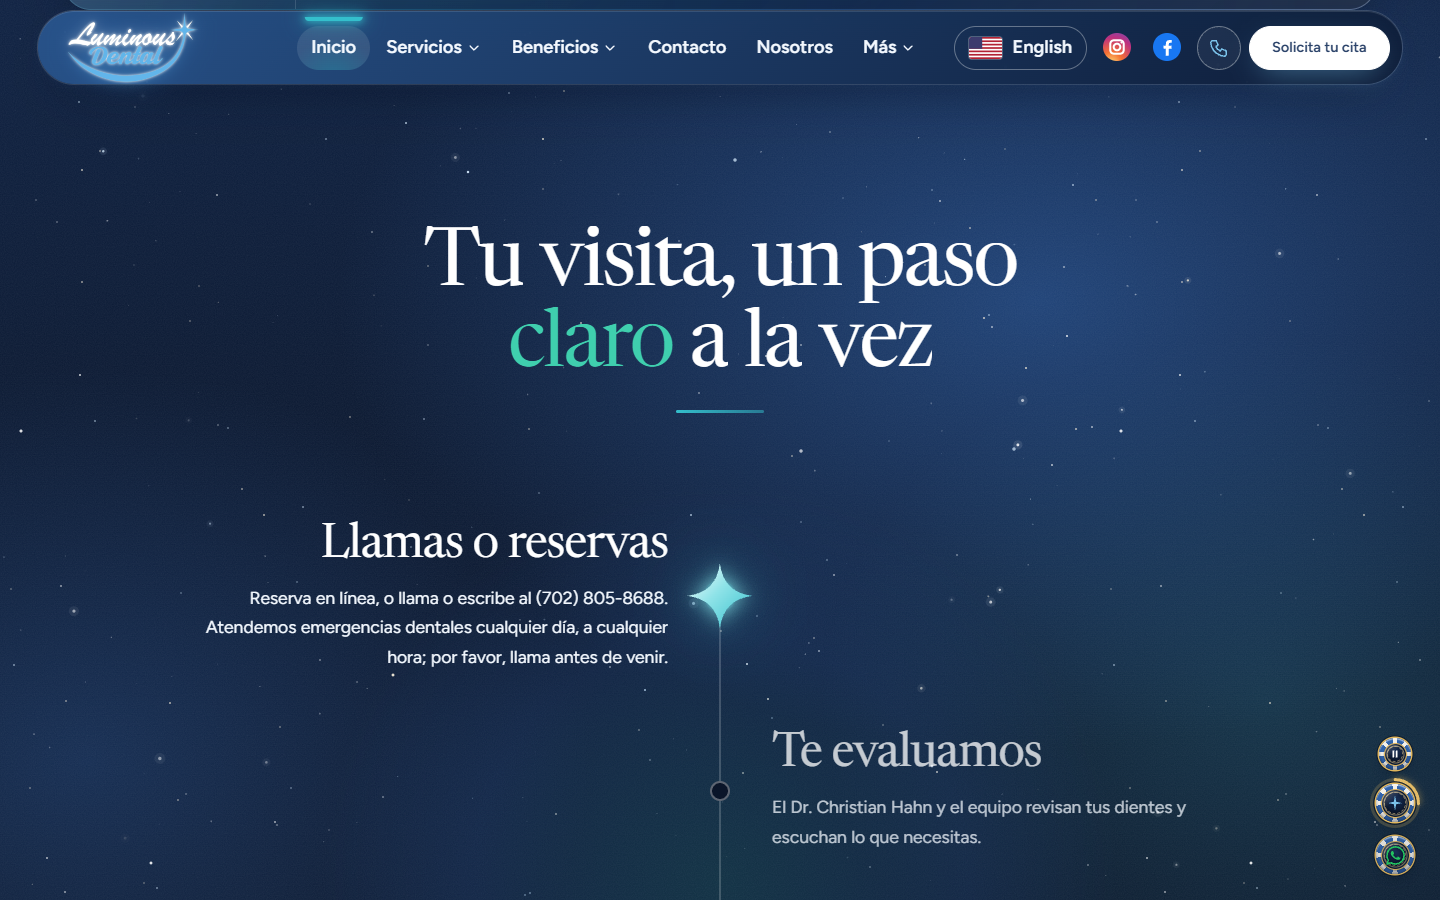 Luminous
Dental
Inicio
Servicios
Beneficios
Contacto
Nosotros
Más
English
Solicita tu cita
Tu visita, un paso
claro a la vez
Llamas o reservas
Reserva en línea, o llama o escribe al (702) 805-8688.
Atendemos emergencias dentales cualquier día, a cualquier
hora; por favor, llama antes de venir.
Te evaluamos
El Dr. Christian Hahn y el equipo revisan tus dientes y
escuchan lo que necesitas.